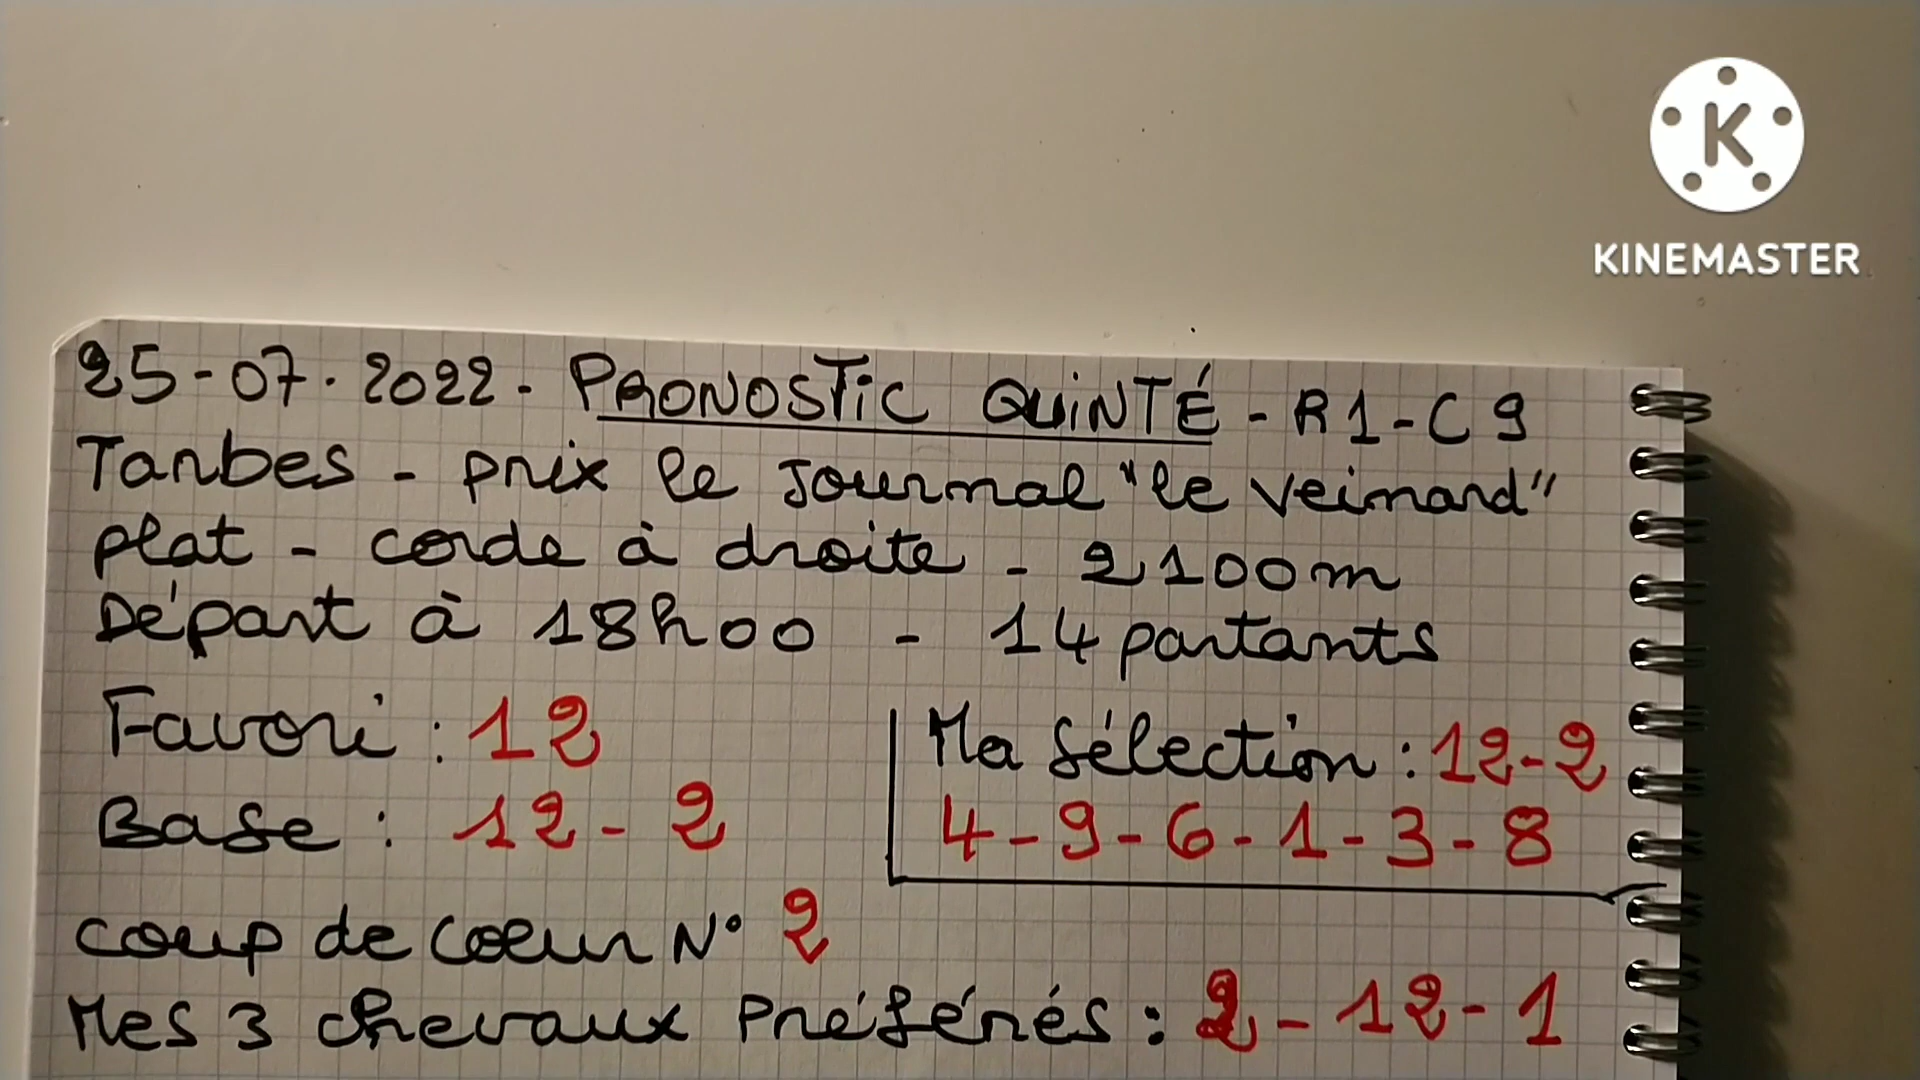 KINEMASTER
25-07.2022. PRONOSTIC QUINTÉ - R1-C9
Tarbes - prix le Journal "le veinard"
plat - corde à droite - 2100m
Départ à 18h00 - 14 partants
Favori : 12
Base : 12 - 2
Ma Sélection : 12-2
4-9-6-1-3-8
coup de coeur N° 2
Mes 3 chevaux préférés : 2-12-1